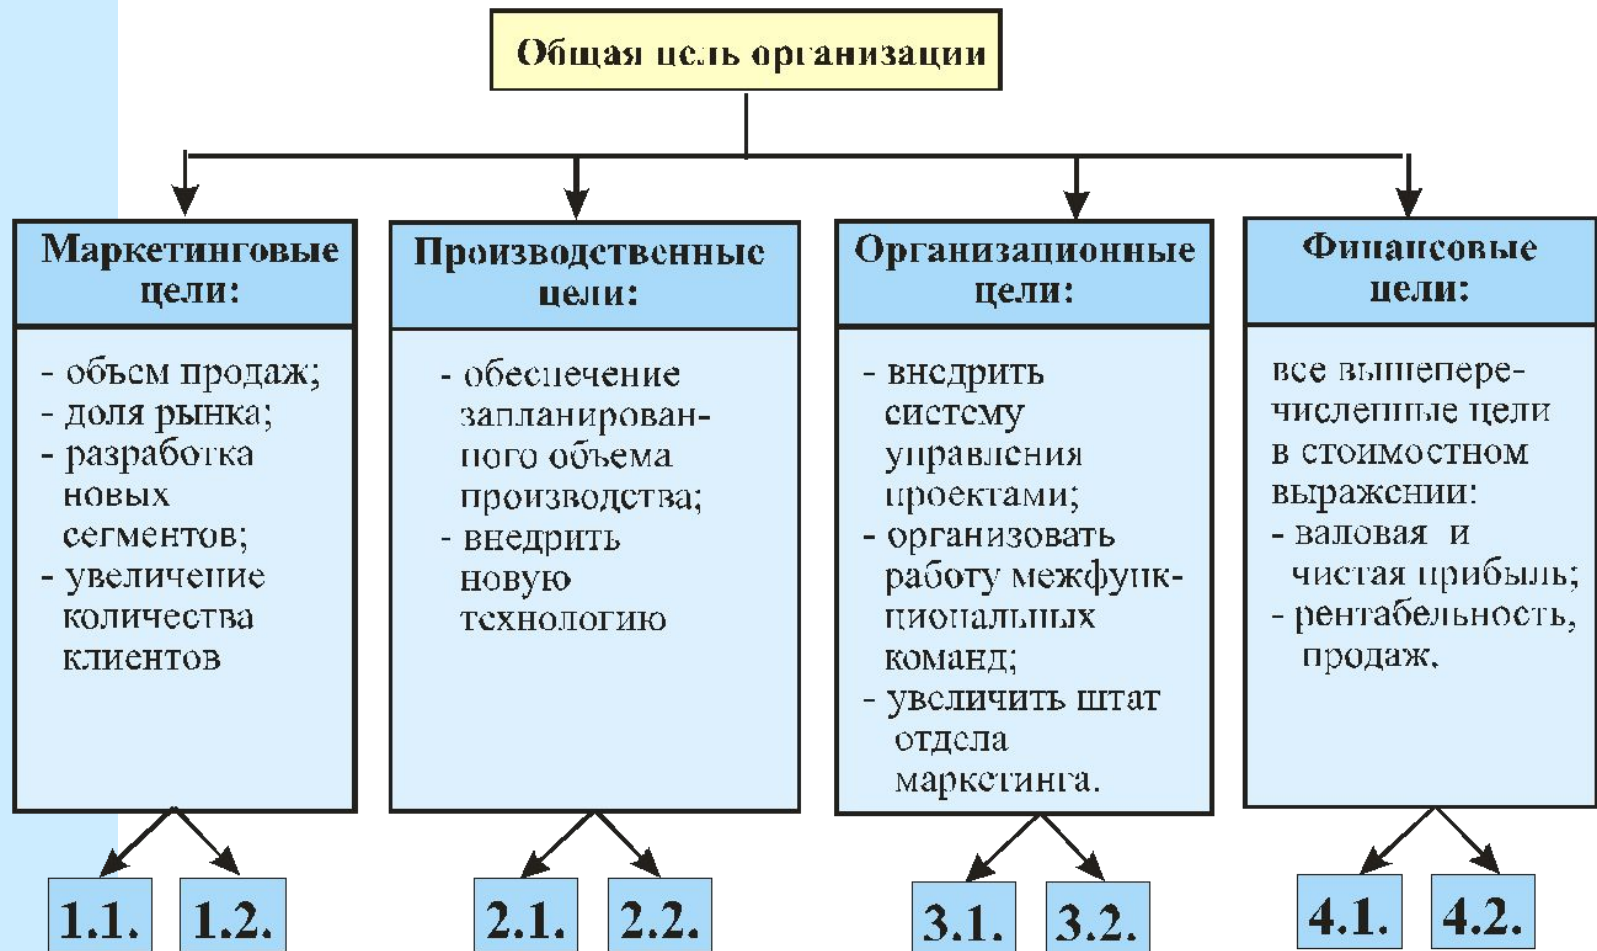 Общая цель организации
Маркетинговые
цели:
- объем продаж;
- доля рынка;
- разработка
новых
сегментов;
- увеличение
количества
клиентов
Производственные
цели:
- обеспечение
запланирован-
ного объема
производства;
- внедрить
новую
технологию
Организационные
цели:
- внедрить
систему
управления
проектами;
- организовать
работу межфунк-
циональных
команд;
- увеличить штат
отдела
маркетинга.
Финансовые
цели:
все вышепере-
численные цели
в стоимостном
выражении:
- валовая и
чистая прибыль;
- рентабельность,
продаж.
1.1.
1.2.
2.1.
2.2.
3.1.
3.2.
4.1.
4.2.